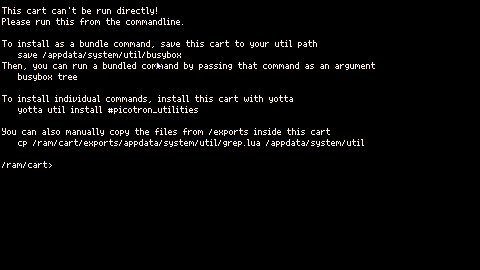 This cart can't be run directly!
Please run this from the commandline.
To install as a bundle command, save this cart to your util path
save /appdata/system/util/busybox
Then, you can run a bundled command by passing that command as an argument
busybox tree
To install individual commands, install this cart with yotta
yotta util install #picotron_utilities
You can also manually copy the files from /exports inside this cart
cp /ram/cart/exports/appdata/system/util/grep.lua /appdata/system/util
/ram/cart>